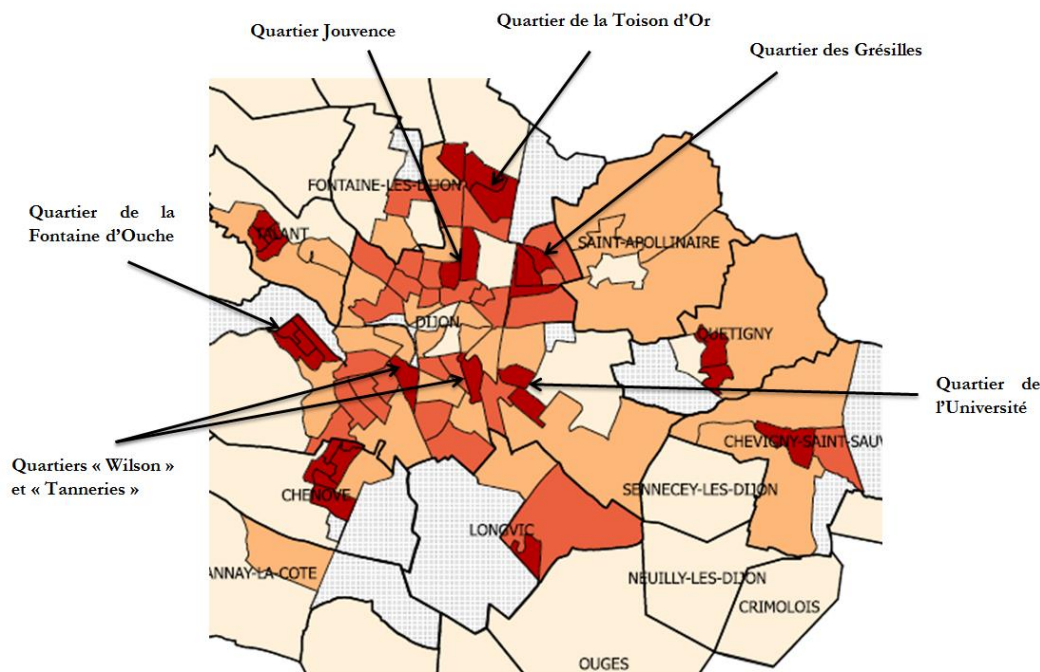 Quartier de la Toison d’Or
Quartier Jouvence
Quartier des Grésilles
FONTAINE-LES-DIJON
Quartier de la
Fontaine d’Ouche
TALANT
SAINT-APOLLINAIRE
DIJON
QUETIGNY
Quartier de
l’Université
CHEVIGNY-SAINT-SAUV
Quartiers « Wilson »
et « Tanneries »
CHENOVE
SENNECEY-LES-DIJON
LONGVIC
ANNAY-LA-COTE
NEUILLY-LES-DIJON
CRIMOLOIS
OUGES